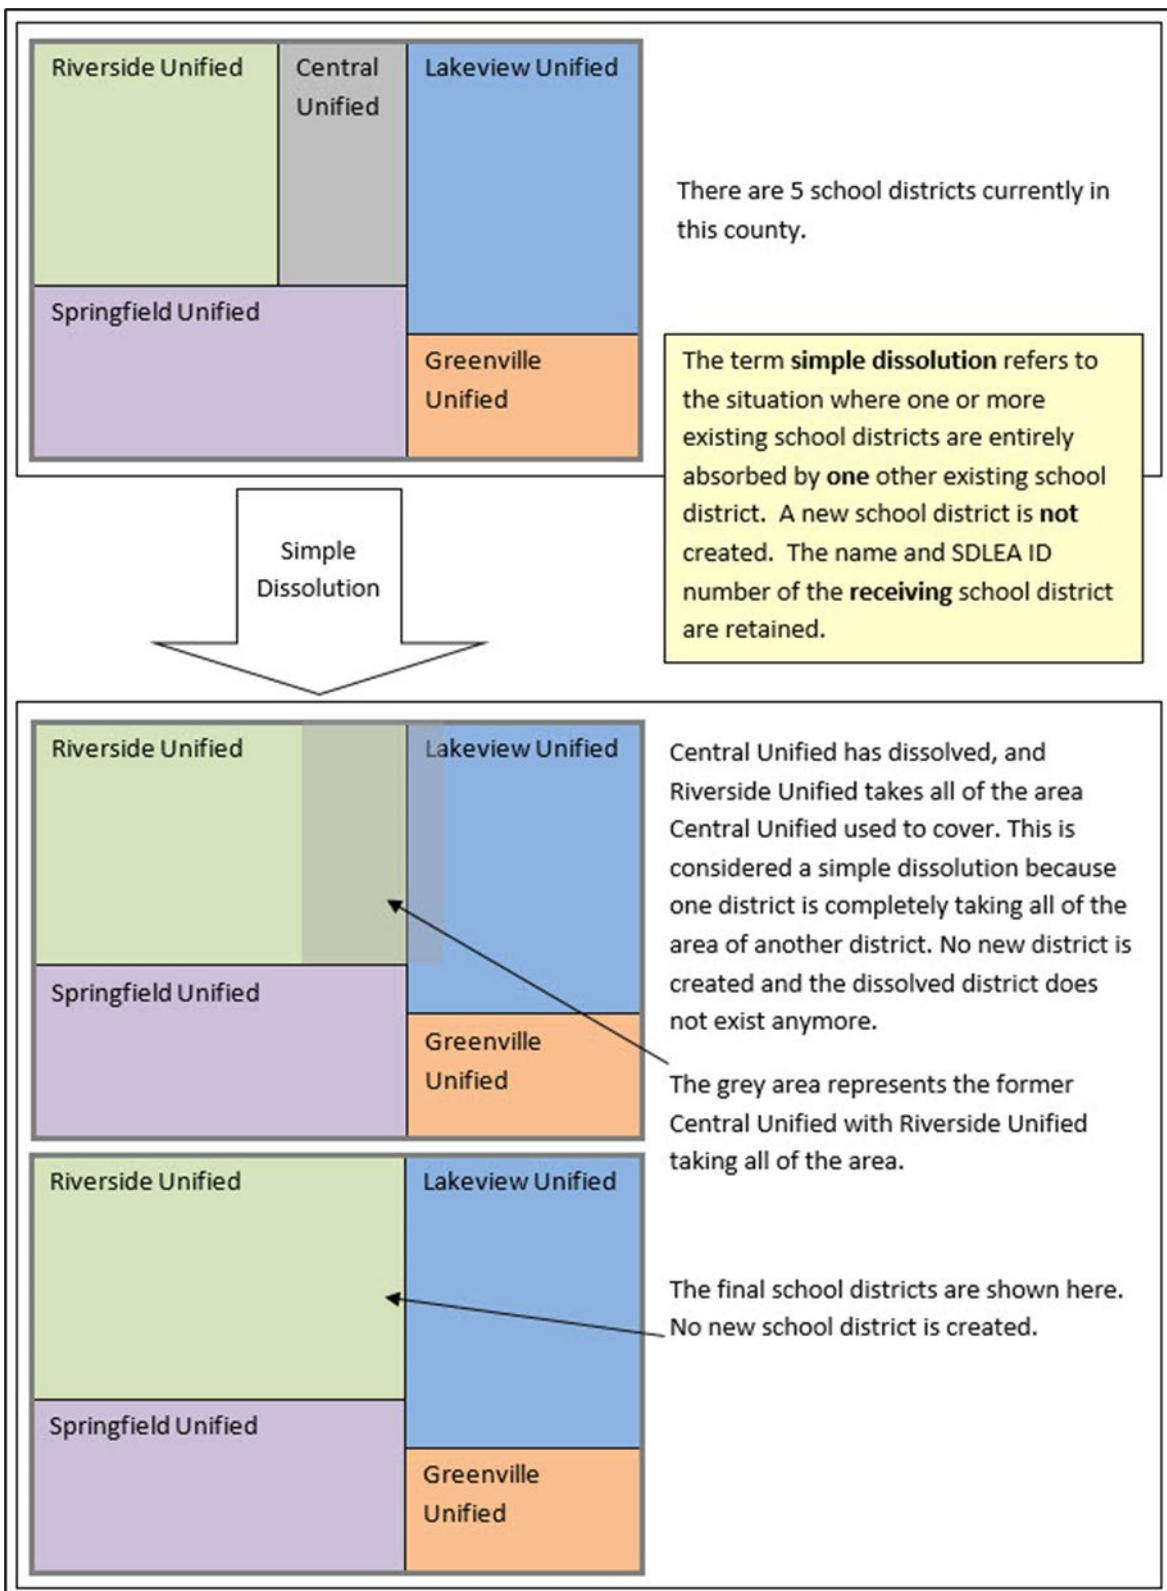 Riverside Unified
Central
Unified
Lakeview Unified
Springfield Unified
Greenville
Unified
There are 5 school districts currently in
this county.
The term simple dissolution refers to
the situation where one or more
existing school districts are entirely
absorbed by one other existing school
district.  A new school district is not
created.  The name and SDLEA ID
number of the receiving school district
are retained.
Simple
Dissolution
Riverside Unified
Lakeview Unified
Springfield Unified
Greenville
Unified
Central Unified has dissolved, and
Riverside Unified takes all of the area
Central Unified used to cover. This is
considered a simple dissolution because
one district is completely taking all of the
area of another district. No new district is
created and the dissolved district does
not exist anymore.
The grey area represents the former
Central Unified with Riverside Unified
taking all of the area.
Riverside Unified
Lakeview Unified
Springfield Unified
Greenville
Unified
The final school districts are shown here.
No new school district is created.